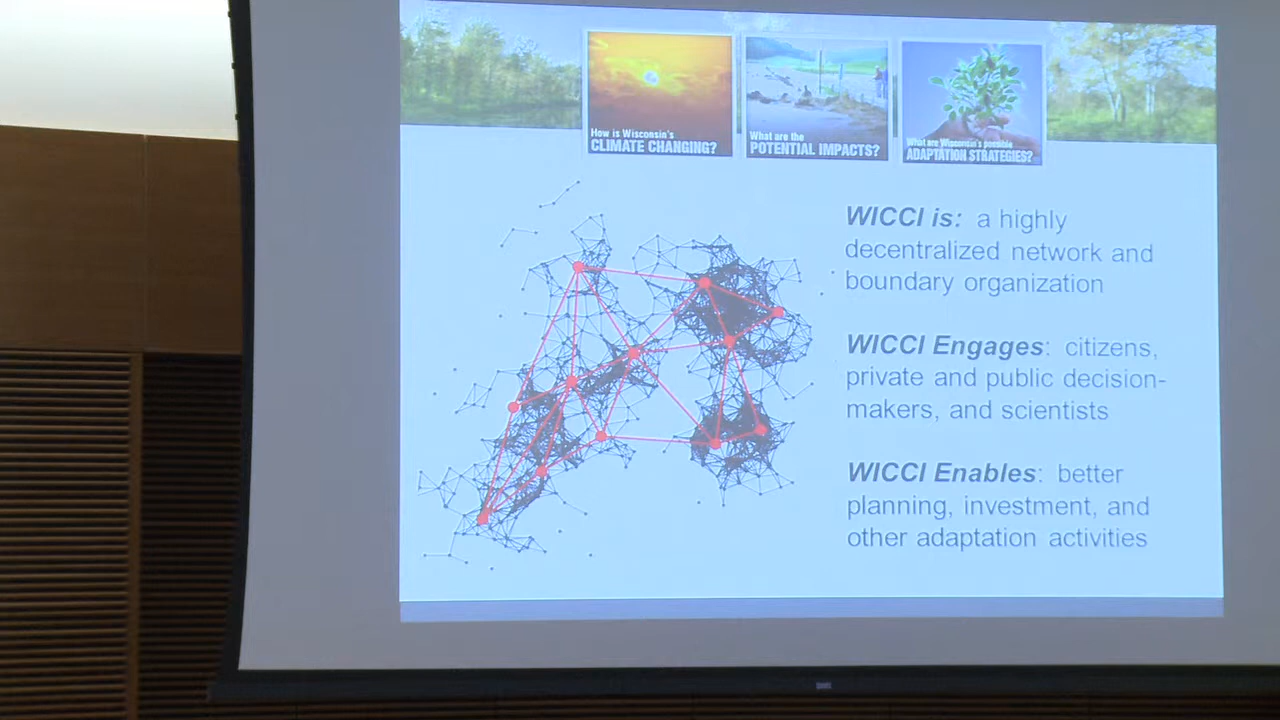 How is Wisconsin's
CLIMATE CHANGING?
What are the
POTENTIAL IMPACTS?
What are Wisconsin's possible
ADAPTATION STRATEGIES?
WICCI is: a highly
decentralized network and
boundary organization
WICCI Engages: citizens,
private and public decision-
makers, and scientists
WICCI Enables: better
planning, investment, and
other adaptation activities